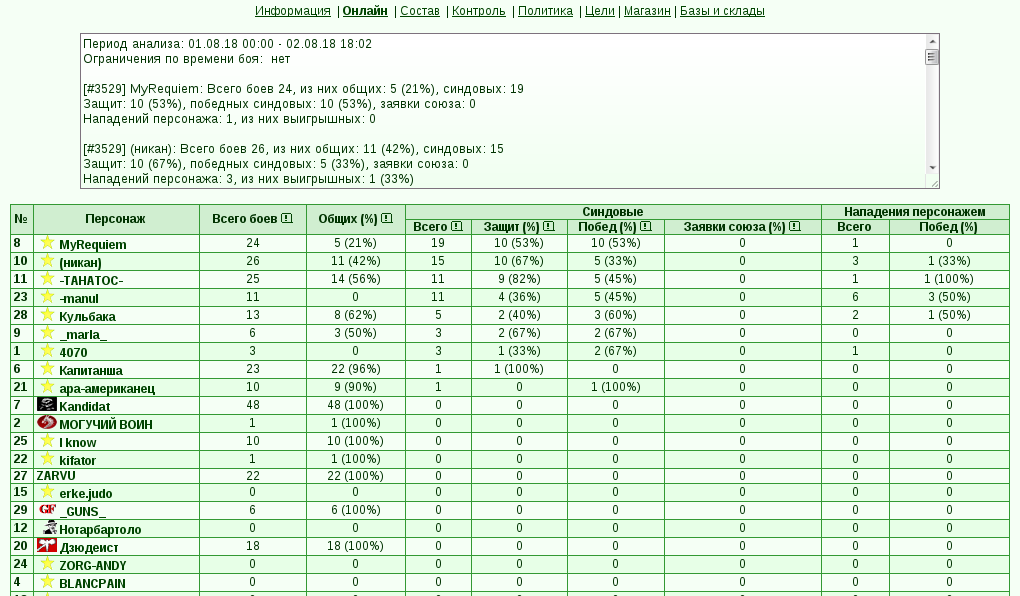 Информация | Онлайн | Состав | Контроль | Политика | Цели | Магазин | Базы и склады
Период анализа: 01.08.18 00:00 - 02.08.18 18:02
Ограничения по времени боя: нет
[#3529] MyRequiem: Всего боев 24, из них общих: 5 (21%), синдовых: 19
Защит: 10 (53%), победных синдовых: 10 (53%), заявки союза: 0
Нападений персонажа: 1, из них выигрышных: 0
[#3529] (никан): Всего боев 26, из них общих: 11 (42%), синдовых: 15
Защит: 10 (67%), победных синдовых: 5 (33%), заявки союза: 0
Нападений персонажа: 3, из них выигрышных: 1 (33%)
№ Персонаж Всего боев Общих (%) Синдовые Нападения персонажем
Всего Защит (%) Побед (%) Заявки союза (%) Всего Побед (%)
8 MyRequiem 24 5 (21%) 19 10 (53%) 10 (53%) 0 1 0
10 (никан) 26 11 (42%) 15 10 (67%) 5 (33%) 0 3 1 (33%)
11 -ТАНАТОС- 25 14 (56%) 11 9 (82%) 5 (45%) 0 1 1 (100%)
23 -manul 11 0 11 4 (36%) 5 (45%) 0 6 3 (50%)
28 Кульбака 13 8 (62%) 5 2 (40%) 3 (60%) 0 2 1 (50%)
9 _marla_ 6 3 (50%) 3 2 (67%) 2 (67%) 0 0 0
1 4070 3 0 3 1 (33%) 2 (67%) 0 1 0
6 Капитанша 23 22 (96%) 1 1 (100%) 0 0 0 0
21 ара-американец 10 9 (90%) 1 0 1 (100%) 0 0 0
7 Kandidat 48 48 (100%) 0 0 0 0 0 0
2 МОГУЧИЙ ВОИН 1 1 (100%) 0 0 0 0 0 0
25 I know 10 10 (100%) 0 0 0 0 0 0
22 kifator 1 1 (100%) 0 0 0 0 0 0
27 ZARVU 22 22 (100%) 0 0 0 0 0 0
15 erke.judo 0 0 0 0 0 0 0 0
29 GF _GUNS_ 6 6 (100%) 0 0 0 0 0 0
12 Нотарбартоло 0 0 0 0 0 0 0 0
20 Дзюдеист 18 18 (100%) 0 0 0 0 0 0
24 ZORG-ANDY 0 0 0 0 0 0 0 0
4 BLANCPAIN 0 0 0 0 0 0 0 0